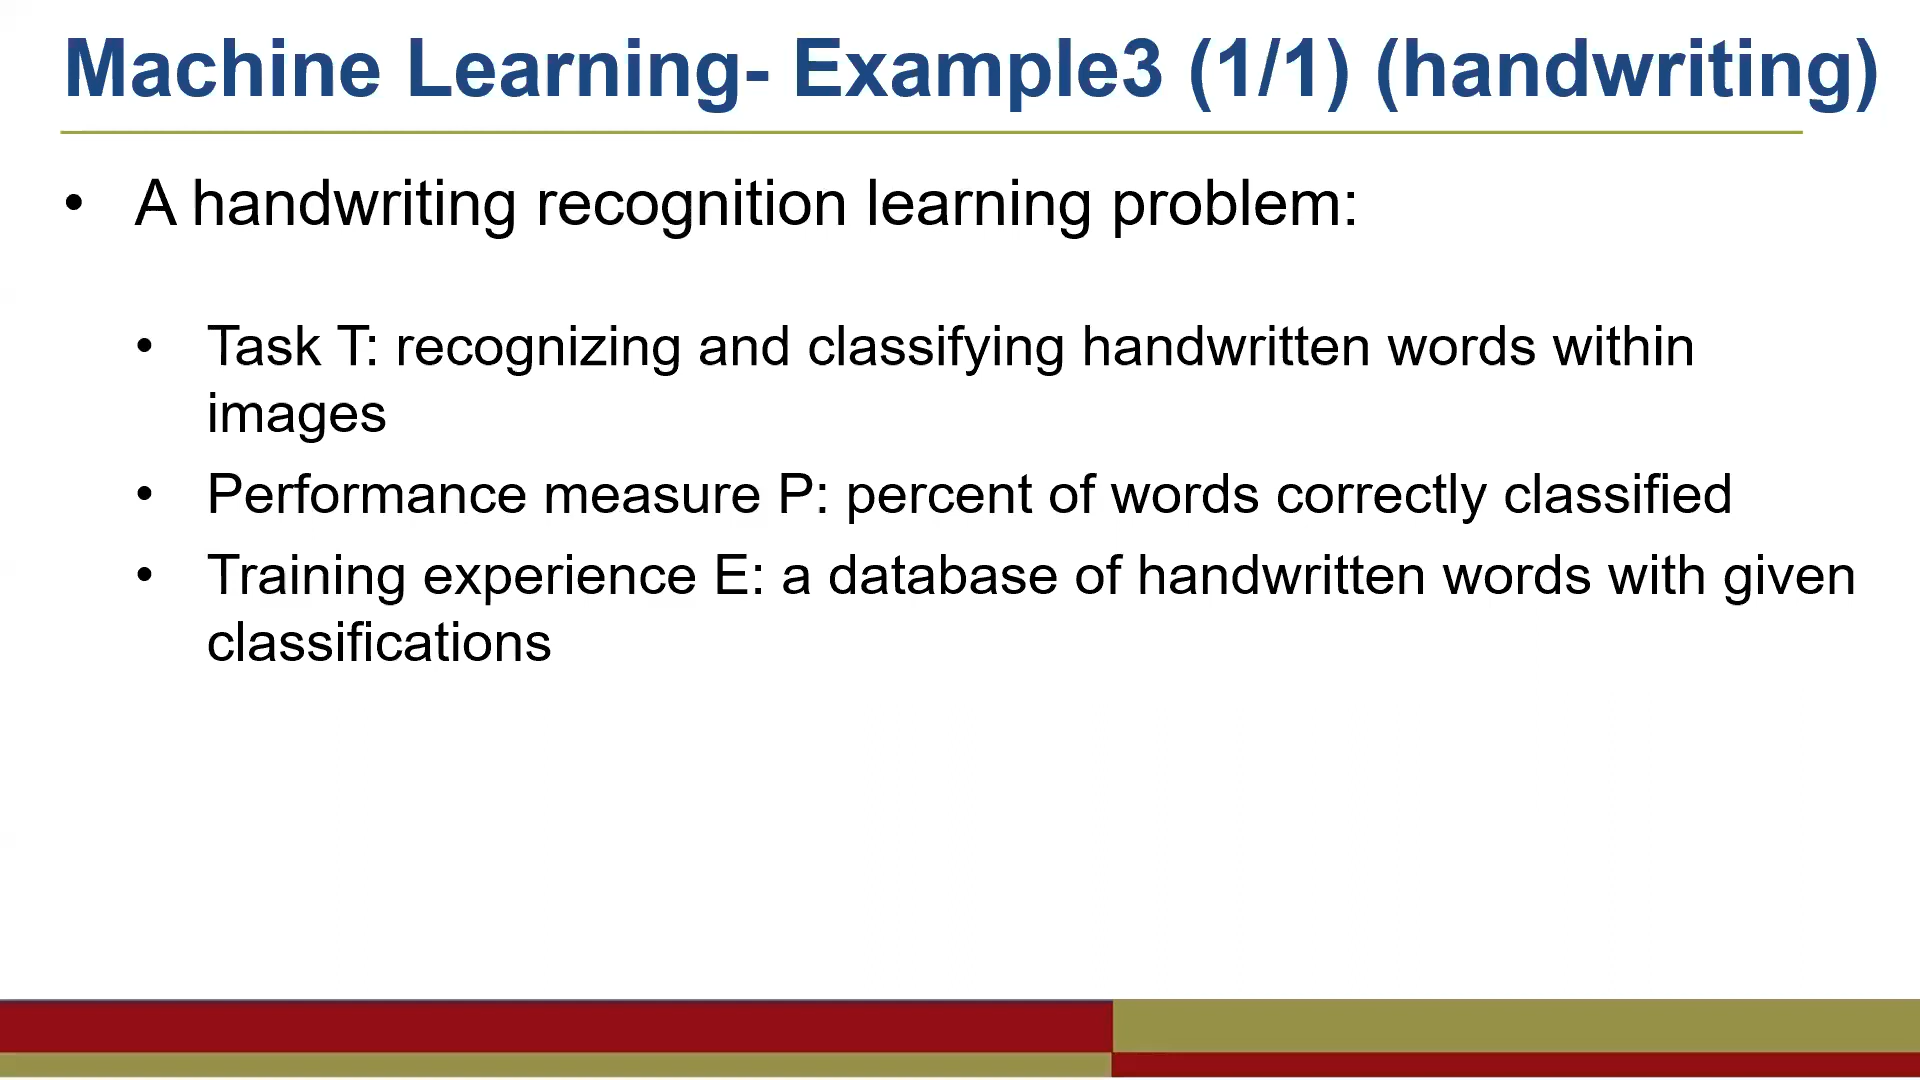 Machine Learning- Example3 (1/1) (handwriting)
• A handwriting recognition learning problem:
• Task T: recognizing and classifying handwritten words within
images
• Performance measure P: percent of words correctly classified
• Training experience E: a database of handwritten words with given
classifications